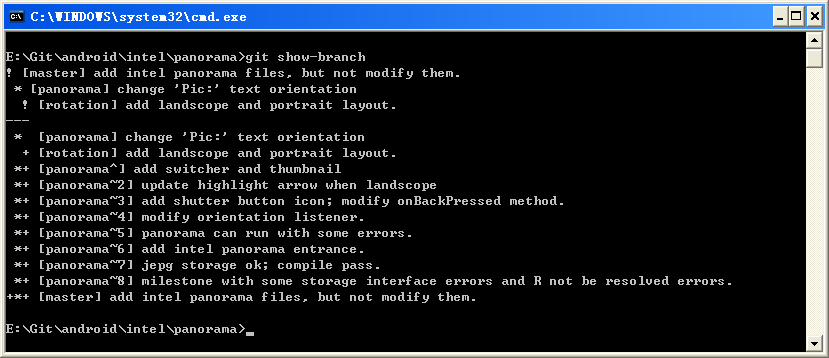 C:\WINDOWS\system32\cmd.exe
E:\Git\android\intel\panorama>git show-branch
! [master] add intel panorama files, but not modify them.
 * [panorama] change 'Pic:' text orientation
  ! [rotation] add landscope and portrait layout.
---
 *  [panorama] change 'Pic:' text orientation
  + [rotation] add landscope and portrait layout.
 *+ [panorama^] add switcher and thumbnail
 *+ [panorama~2] update highlight arrow when landscope
 *+ [panorama~3] add shutter button icon; modify onBackPressed method.
 *+ [panorama~4] modify orientation listener.
 *+ [panorama~5] panorama can run with some errors.
 *+ [panorama~6] add intel panorama entrance.
 *+ [panorama~7] jepg storage ok; compile pass.
 *+ [panorama~8] milestone with some storage interface errors and R not be resolved errors.
+*+ [master] add intel panorama files, but not modify them.
E:\Git\android\intel\panorama>_